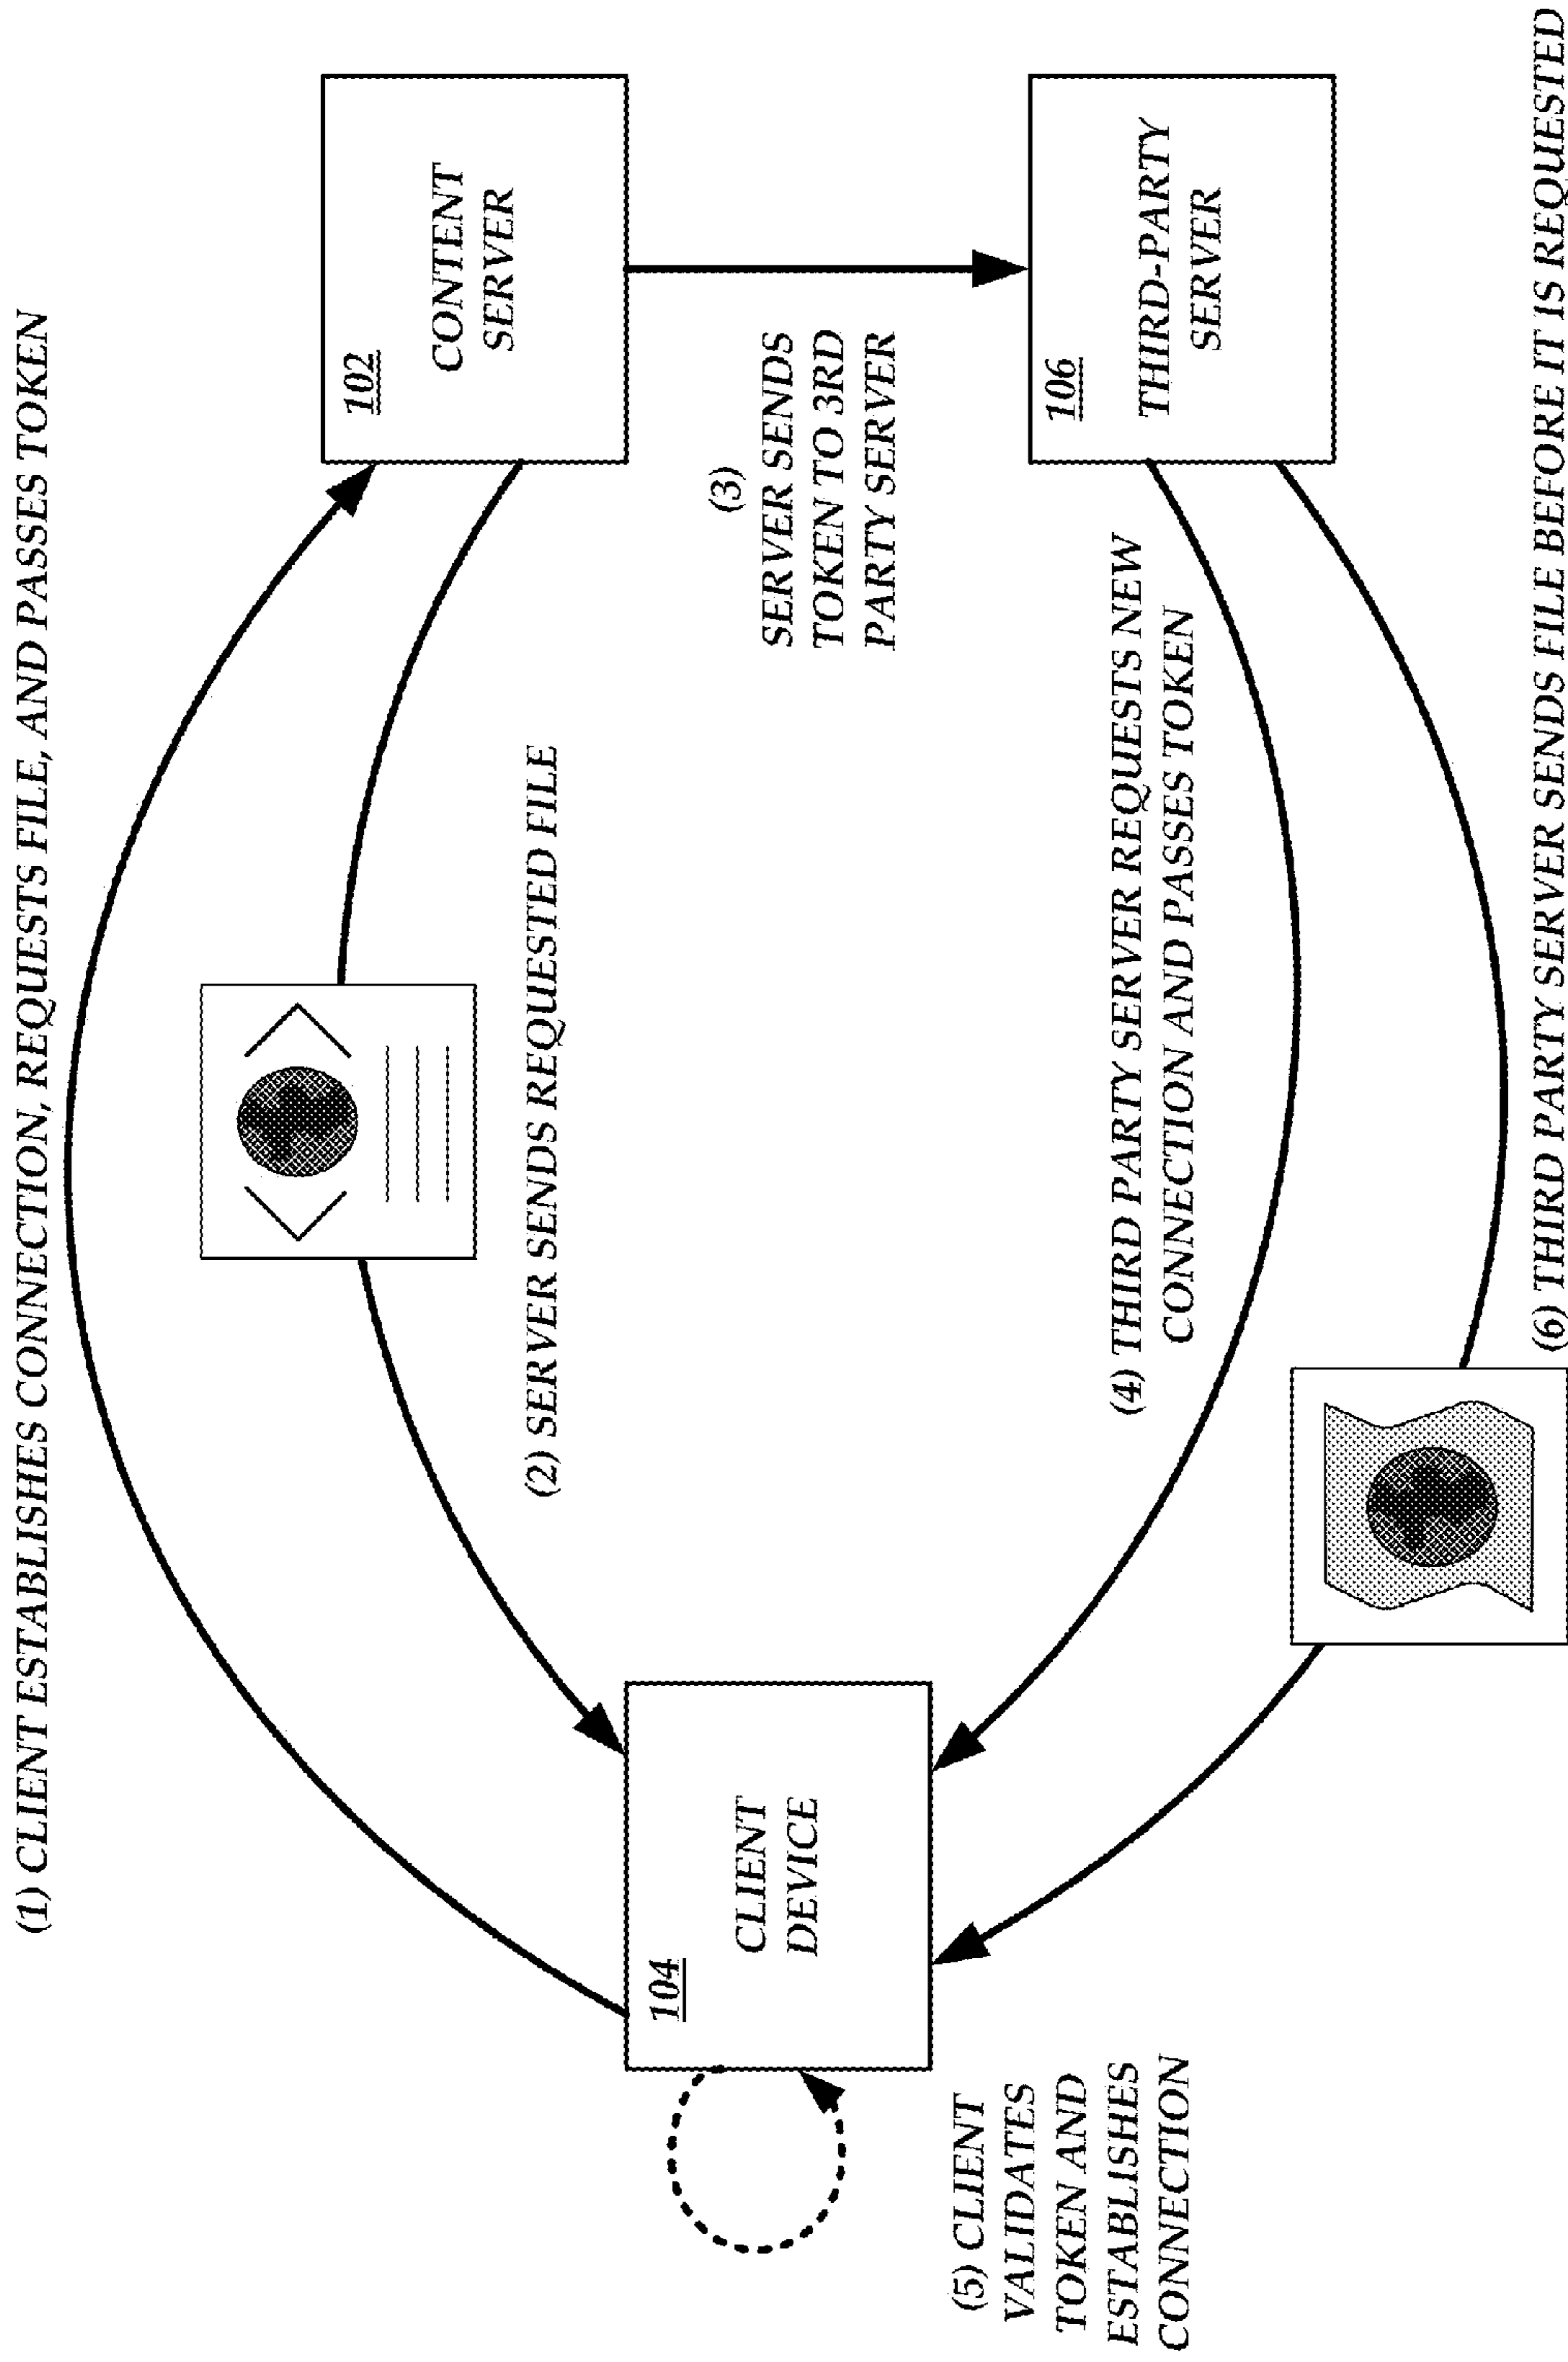 (1) CLIENT ESTABLISHES CONNECTION, REQUESTS FILE, AND PASSES TOKEN
102
CONTENT
SERVER
(2) SERVER SENDS REQUESTED FILE
104
CLIENT
DEVICE
(3)
SERVER SENDS
TOKEN TO 3RD
PARTY SERVER
(5) CLIENT
VALIDATES
TOKEN AND
ESTABLISHES
CONNECTION
(4) THIRD PARTY SERVER REQUESTS NEW
CONNECTION AND PASSES TOKEN
106
THIRD-PARTY
SERVER
(6) THIRD PARTY SERVER SENDS FILE BEFORE IT IS REQUESTED